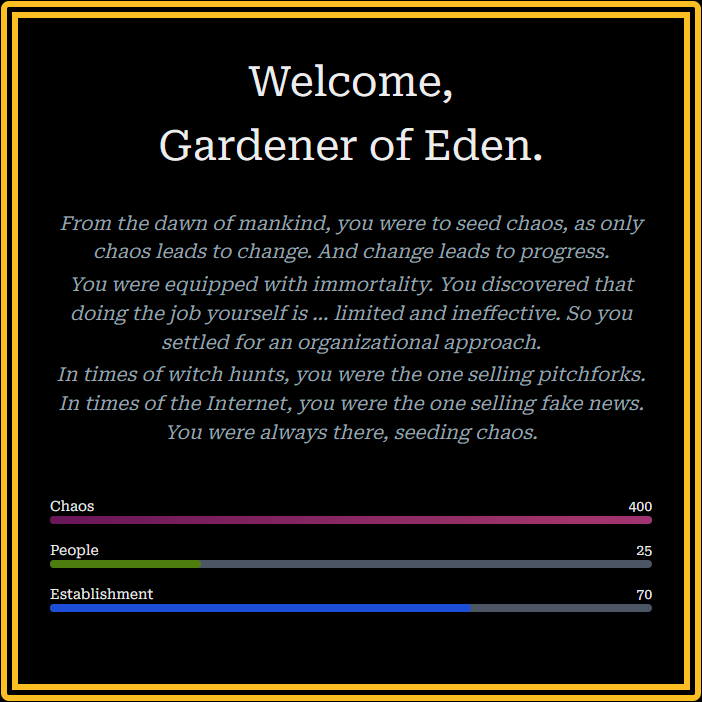 Welcome,
Gardener of Eden.
From the dawn of mankind, you were to seed chaos, as only
chaos leads to change. And change leads to progress.
You were equipped with immortality. You discovered that
doing the job yourself is ... limited and ineffective. So you
settled for an organizational approach.
In times of witch hunts, you were the one selling pitchforks.
In times of the Internet, you were the one selling fake news.
You were always there, seeding chaos.
Chaos 400
People 25
Establishment 70